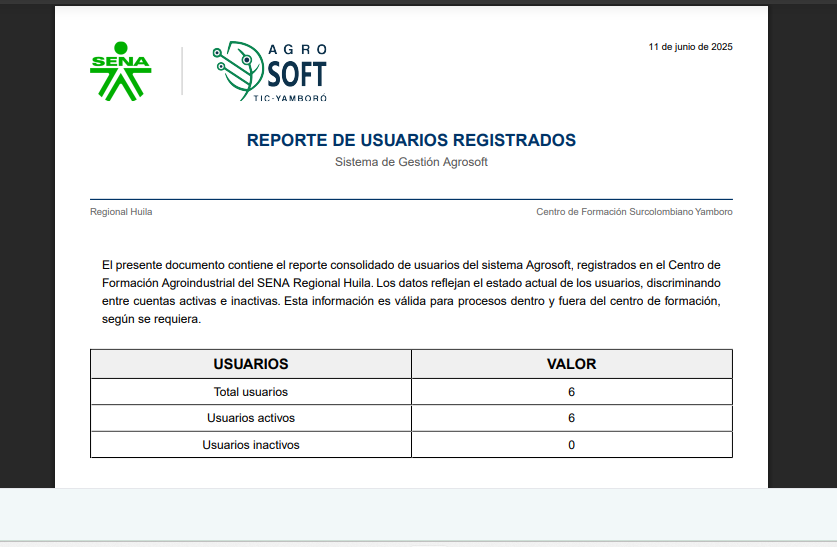 SENA
AGRO
SOFT
TIC-YAMBORÓ
11 de junio de 2025
REPORTE DE USUARIOS REGISTRADOS
Sistema de Gestión Agrosoft
Regional Huila
Centro de Formación Surcolombiano Yamboro
El presente documento contiene el reporte consolidado de usuarios del sistema Agrosoft, registrados en el Centro de
Formación Agroindustrial del SENA Regional Huila. Los datos reflejan el estado actual de los usuarios, discriminando
entre cuentas activas e inactivas. Esta información es válida para procesos dentro y fuera del centro de formación,
según se requiera.
USUARIOS VALOR
Total usuarios 6
Usuarios activos 6
Usuarios inactivos 0